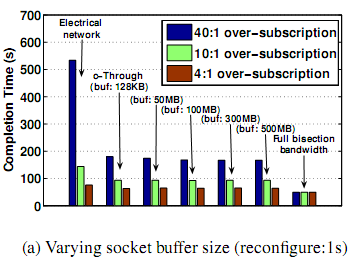 Completion Time (s)
700
600
500
400
300
200
100
0
40:1 over-subscription
10:1 over-subscription
4:1 over-subscription
Electrical
network
c-Through
(buf: 128KB)
(buf: 50MB)
(buf: 100MB)
(buf: 300MB)
(buf: 500MB)
Full bisection
bandwidth
(a) Varying socket buffer size (reconfigure:1s)